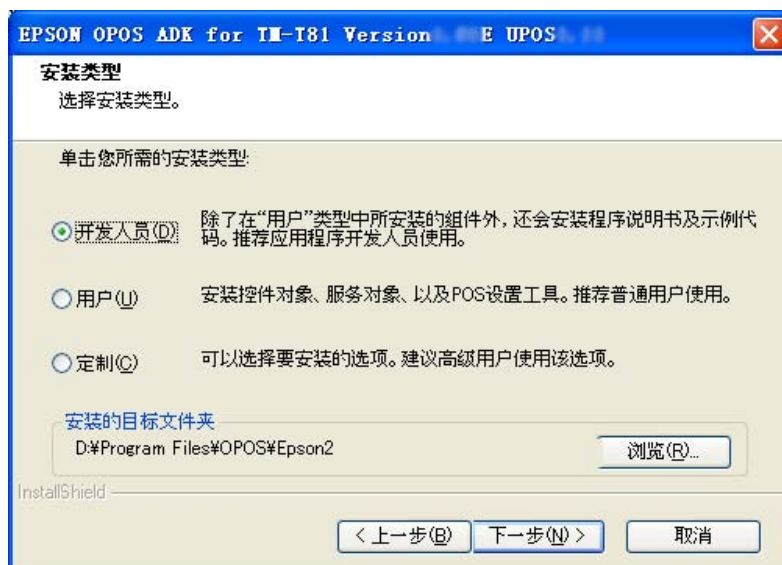 EPSON OPOS ADK for TM-T81 Version E UPOS
安装类型
选择安装类型。
单击您所需的安装类型:
开发人员(D)
除了在“用户”类型中所安装的组件外,还会安装程序说明书及示例代
码。推荐应用程序开发人员使用。
用户(U)
安装控件对象、服务对象、以及POS设置工具。推荐普通用户使用。
定制(C)
可以选择要安装的选项。建议高级用户使用该选项。
安装的目标文件夹
D:¥Program Files¥OPOS¥Epson2
浏览(R)...
InstallShield
< 上一步(B)
下一步(N) >
取消